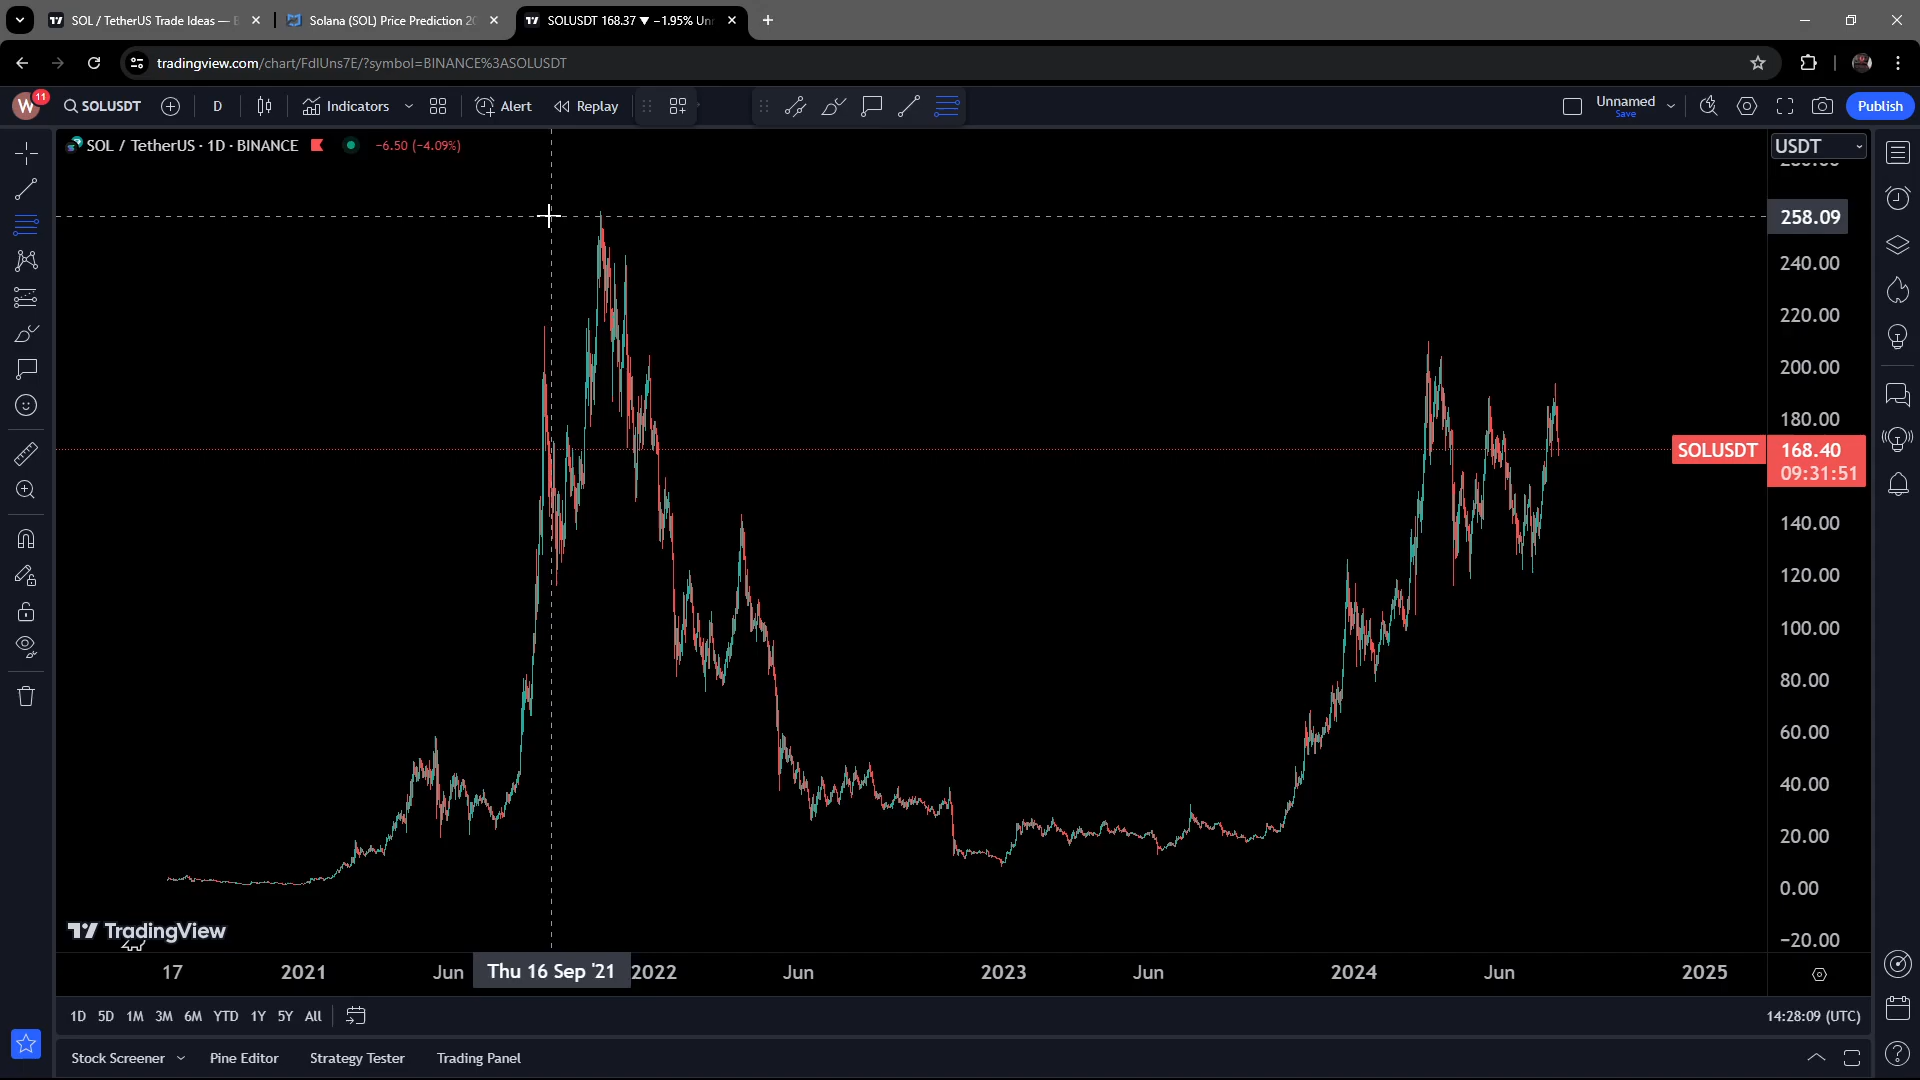 SOL / TetherUS Trade Ideas —
Solana (SOL) Price Prediction 20
SOLUSDT 168.37 ▼ −1.95% Un
tradingview.com/chart/FdIUns7E/?symbol=BINANCE%3ASOLUSDT
W
11
SOLUSDT
D
Indicators
Alert
Replay
Unnamed
Save
Publish
SOL / TetherUS · 1D · BINANCE
−6.50 (−4.09%)
USDT
258.09
240.00
220.00
200.00
180.00
SOLUSDT
168.40
09:31:51
140.00
120.00
100.00
80.00
60.00
40.00
20.00
0.00
−20.00
TradingView
17
2021
Jun
Thu 16 Sep '21
2022
Jun
2023
Jun
2024
Jun
2025
1D 5D 1M 3M 6M YTD 1Y 5Y All
14:28:09 (UTC)
Stock Screener
Pine Editor
Strategy Tester
Trading Panel